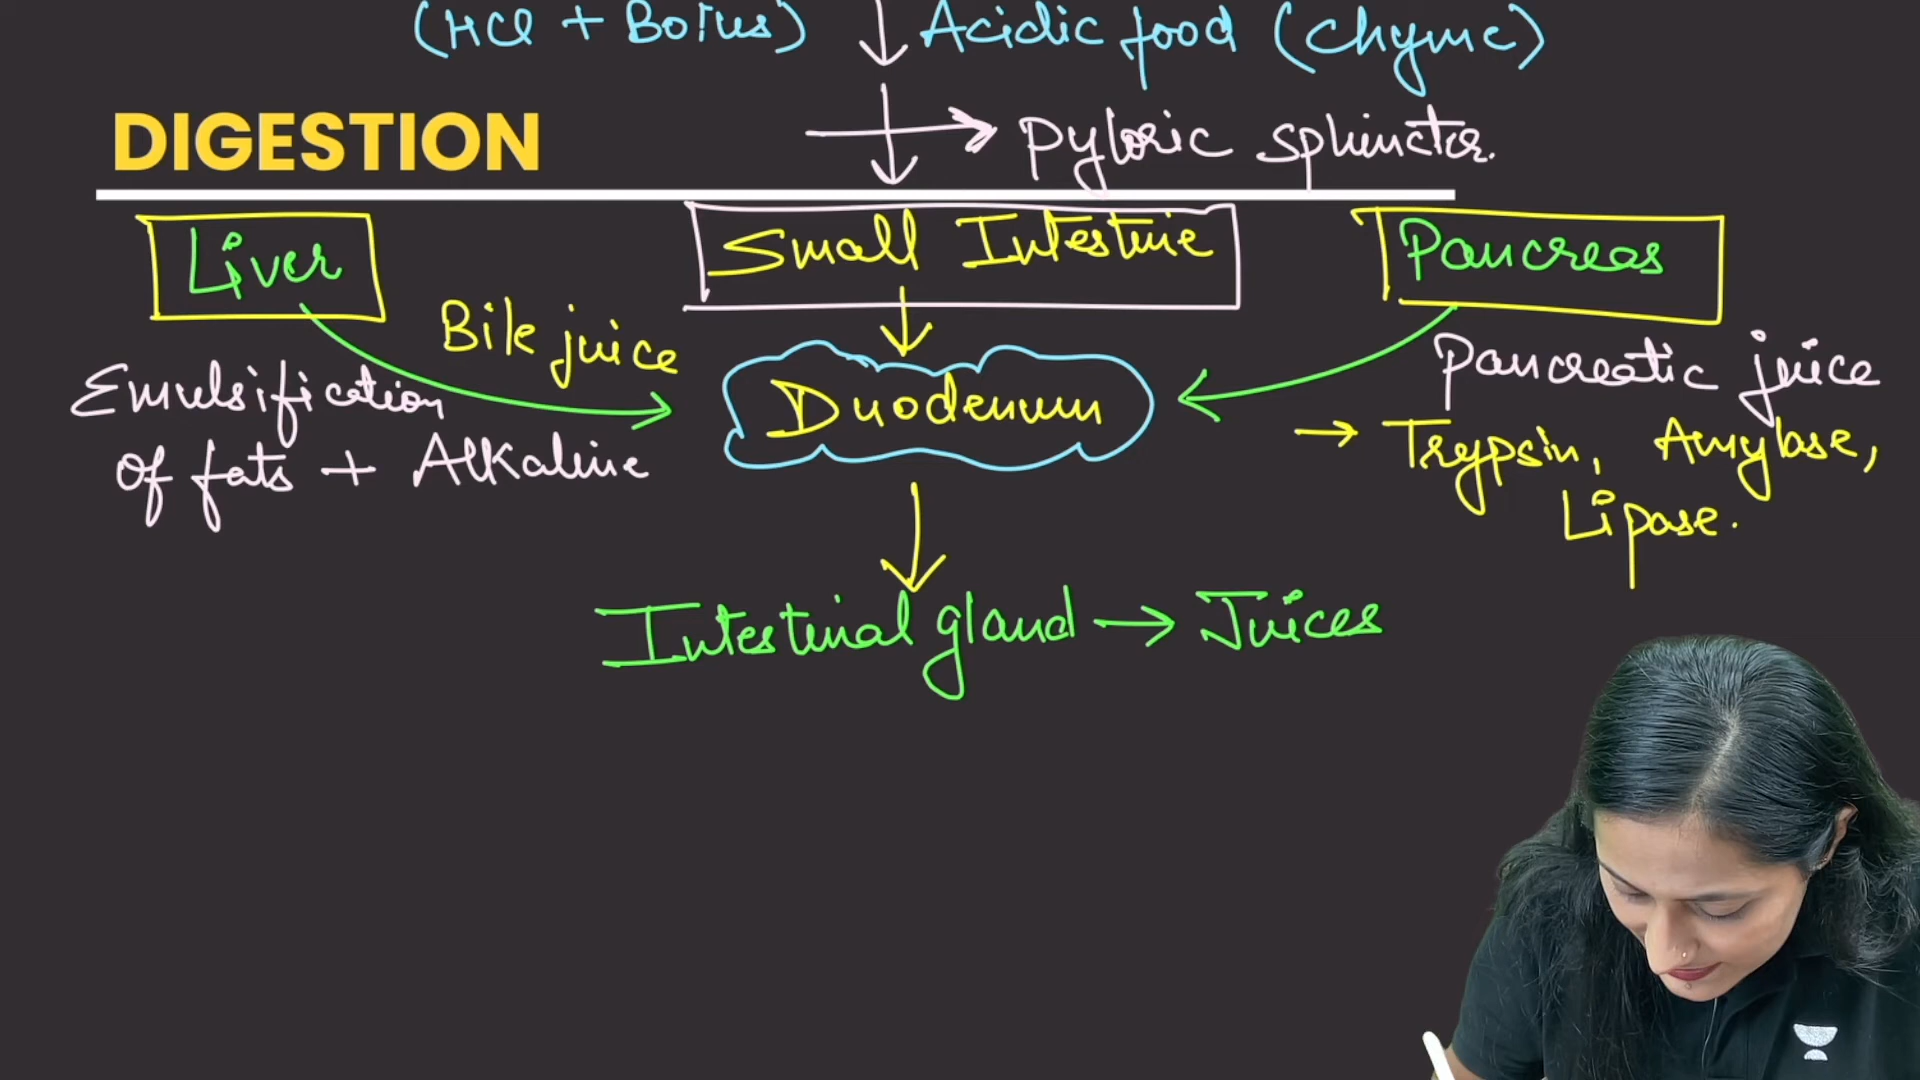 (HCl + Bolus) Acidic food (chyme)
DIGESTION
Pyloric sphincter.
Liver
Small Intestine
Pancreas
Bile juice
Pancreatic juice
Emulsification
of fats + Alkaline
Duodenum
→ Trypsin, Amylase,
Lipase.
Intestinal gland → Juices